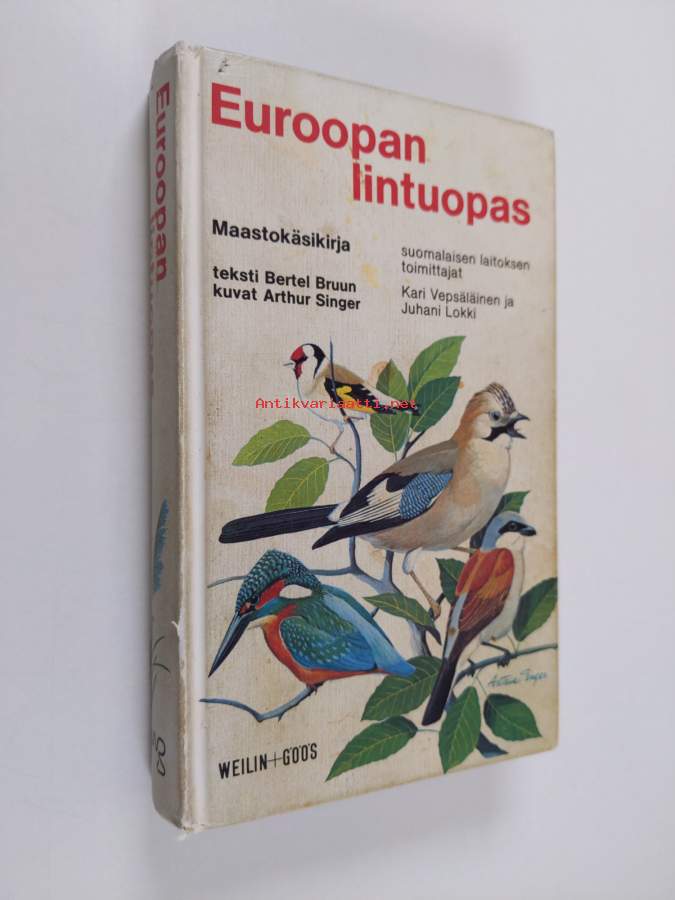 Euroopan
lintuopas
Maastokäsikirja
teksti Bertel Bruun
kuvat Arthur Singer
suomalaisen laitoksen
toimittajat
Kari Vepsäläinen ja
Juhani Lokki
Antikvariaatti.net
Arthur Singer
WEILIN+GÖÖS
Euroopan